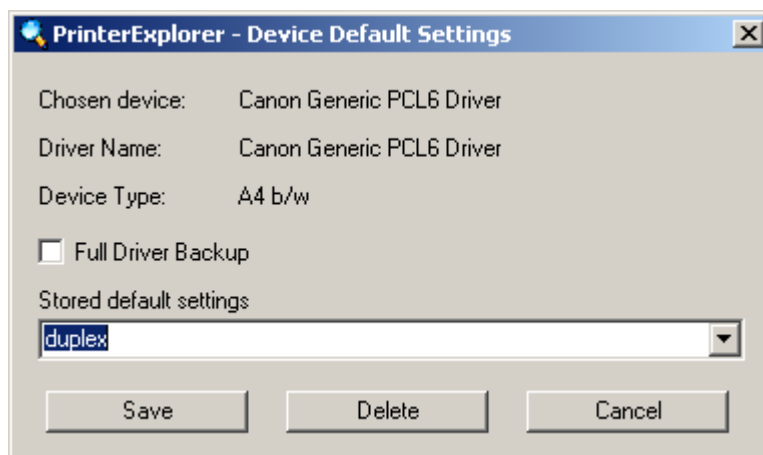 PrinterExplorer - Device Default Settings
Chosen device: Canon Generic PCL6 Driver
Driver Name: Canon Generic PCL6 Driver
Device Type: A4 b/w
Full Driver Backup
Stored default settings
duplex
Save Delete Cancel